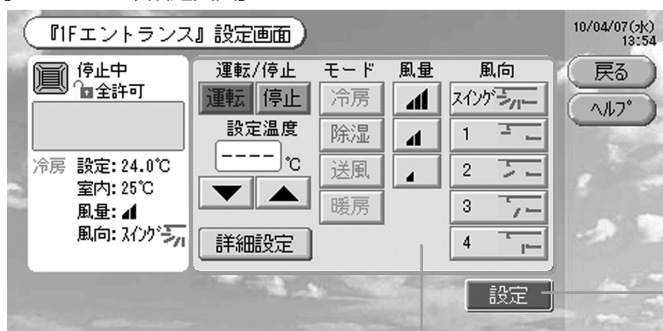 『1Fエントランス』設定画面
10/04/07(水)
13:54
停止中
全許可
冷房 設定:24.0℃
室内:25℃
風量:
風向:スイング
運転/停止
運転 停止
設定温度
---- ℃
▼ ▲
詳細設定
モード
冷房
除湿
送風
暖房
風量
風向
スイング
1
2
3
4
戻る
ヘルプ
設定